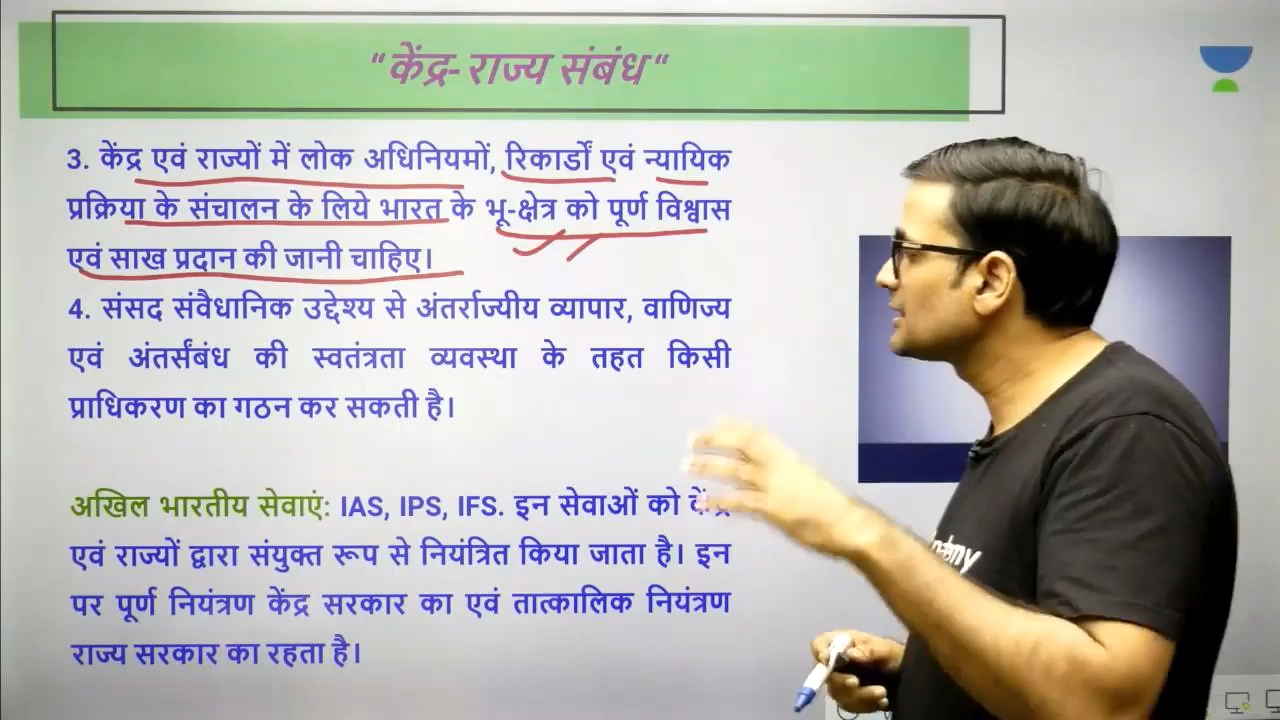 “केंद्र- राज्य संबंध“
3. केंद्र एवं राज्यों में लोक अधिनियमों, रिकार्डों एवं न्यायिक
प्रक्रिया के संचालन के लिये भारत के भू-क्षेत्र को पूर्ण विश्वास
एवं साख प्रदान की जानी चाहिए।
4. संसद संवैधानिक उद्देश्य से अंतर्राज्यीय व्यापार, वाणिज्य
एवं अंतर्संबंध की स्वतंत्रता व्यवस्था के तहत किसी
प्राधिकरण का गठन कर सकती है।
अखिल भारतीय सेवाएं: IAS, IPS, IFS. इन सेवाओं को केंद्र
एवं राज्यों द्वारा संयुक्त रूप से नियंत्रित किया जाता है। इन
पर पूर्ण नियंत्रण केंद्र सरकार का एवं तात्कालिक नियंत्रण
राज्य सरकार का रहता है।